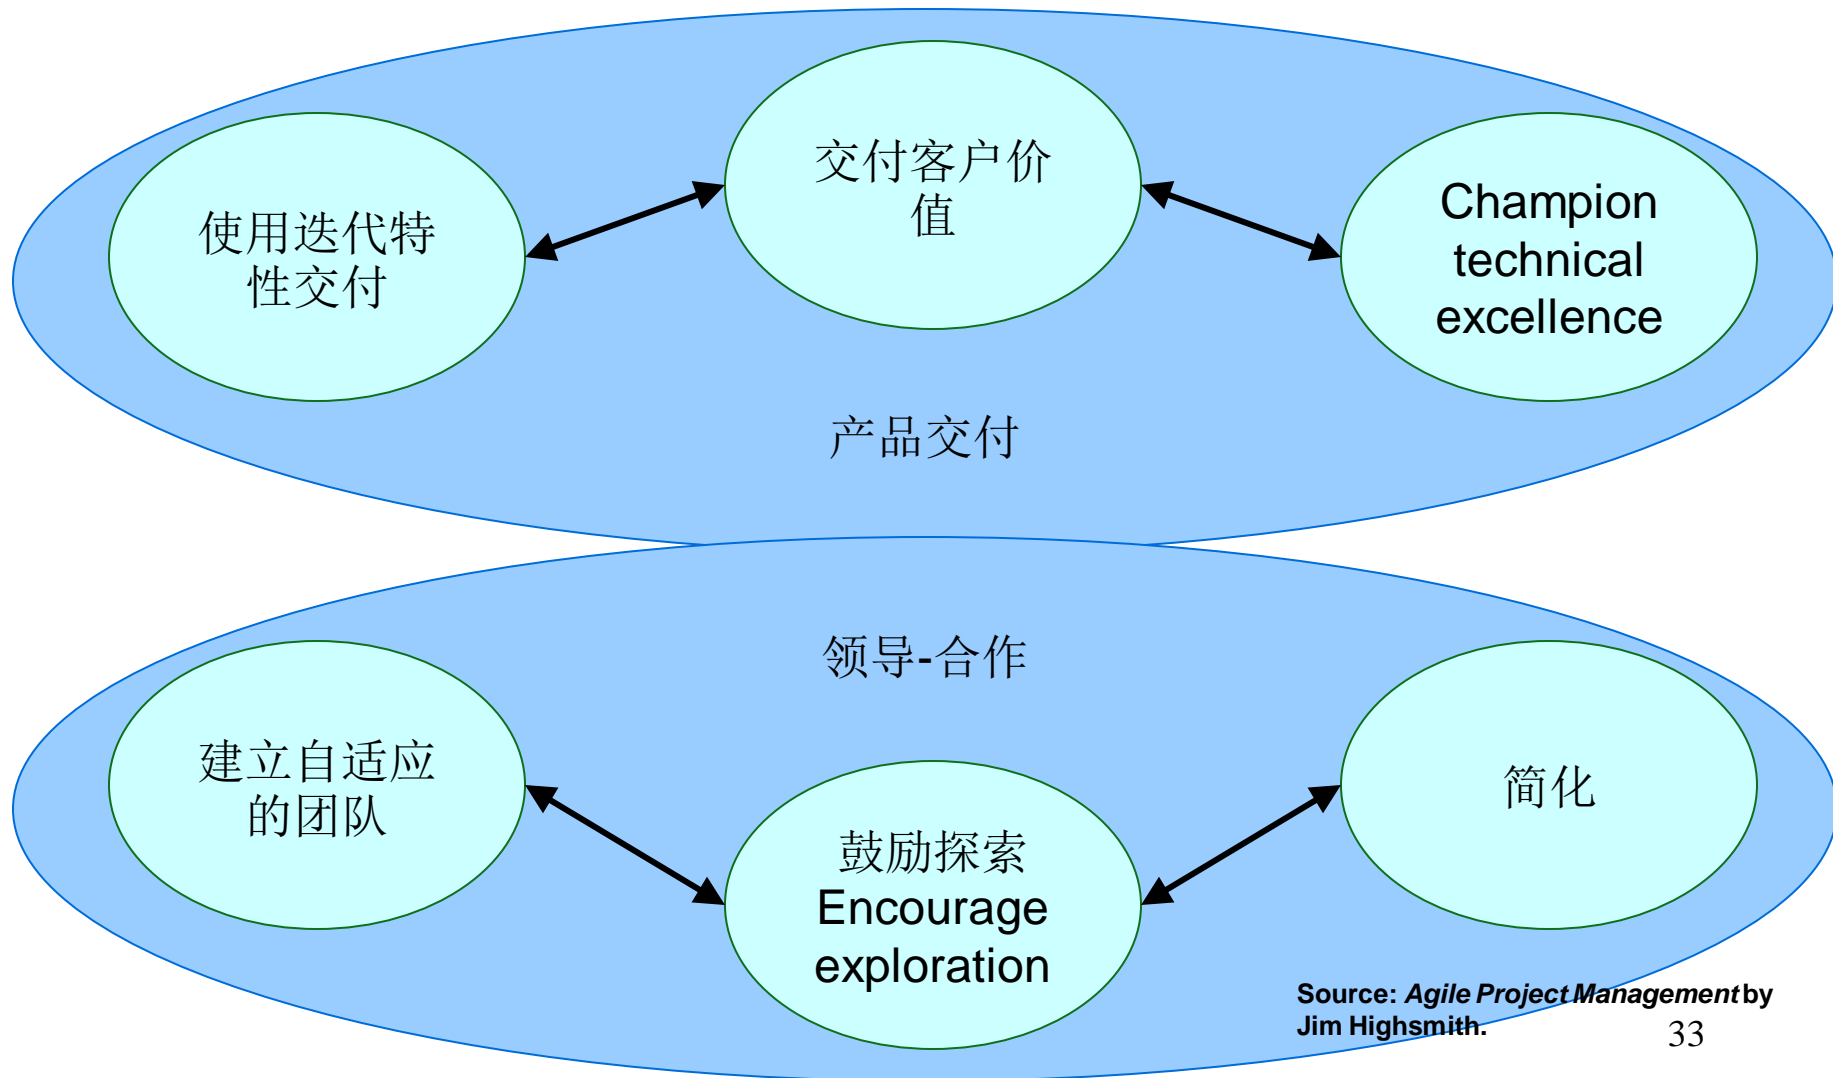 使用迭代特
性交付
交付客户价
值
Champion
technical
excellence
产品交付
领导-合作
建立自适应
的团队
鼓励探索
Encourage
exploration
简化
Source: Agile Project Management by
Jim Highsmith.
33